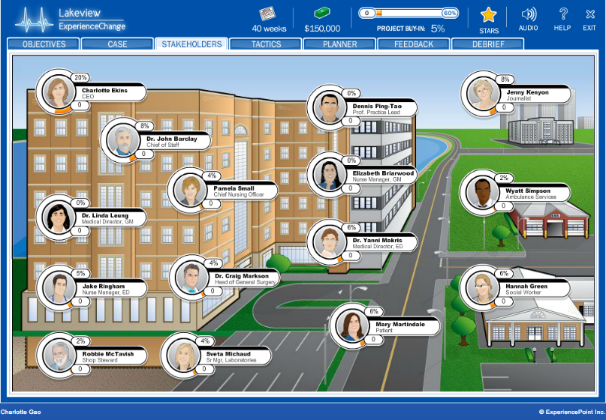 Lakeview
ExperienceChange
40 weeks
$150,000
0
60%
PROJECT BUY-IN: 5%
STARS
AUDIO
HELP
EXIT
OBJECTIVES
CASE
STAKEHOLDERS
TACTICS
PLANNER
FEEDBACK
DEBRIEF
20%
Charlotte Ekins
CEO
0
8%
Dr. John Barclay
Chief of Staff
0
0%
Dennis Ping-Tao
Prof. Practice Lead
0
8%
Jenny Kenyon
Journalist
0
4%
Pamela Small
Chief Nursing Officer
0
0%
Elizabeth Briarwood
Nurse Manager, GM
0
2%
Wyatt Simpson
Ambulance Services
0
0%
Dr. Linda Leung
Medical Director, GM
0
6%
Dr. Yanni Makris
Medical Director, ED
0
Jake Ringham
Nurse Manager, ED
0
4%
Dr. Craig Markson
Head of General Surgery
0
6%
Hannah Green
Social Worker
0
6%
Mary Martindale
Patient
0
2%
Robbie McTavish
Shop Steward
0
4%
Sveta Michaud
Sr Mgr, Laboratories
0
Charlotte Gao
© ExperiencePoint Inc.